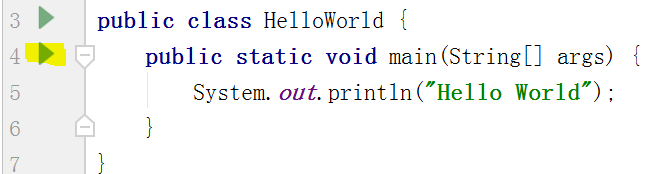 3 public class HelloWorld {
4 public static void main(String[] args) {
5 System.out.println("Hello World");
6 }
7 }